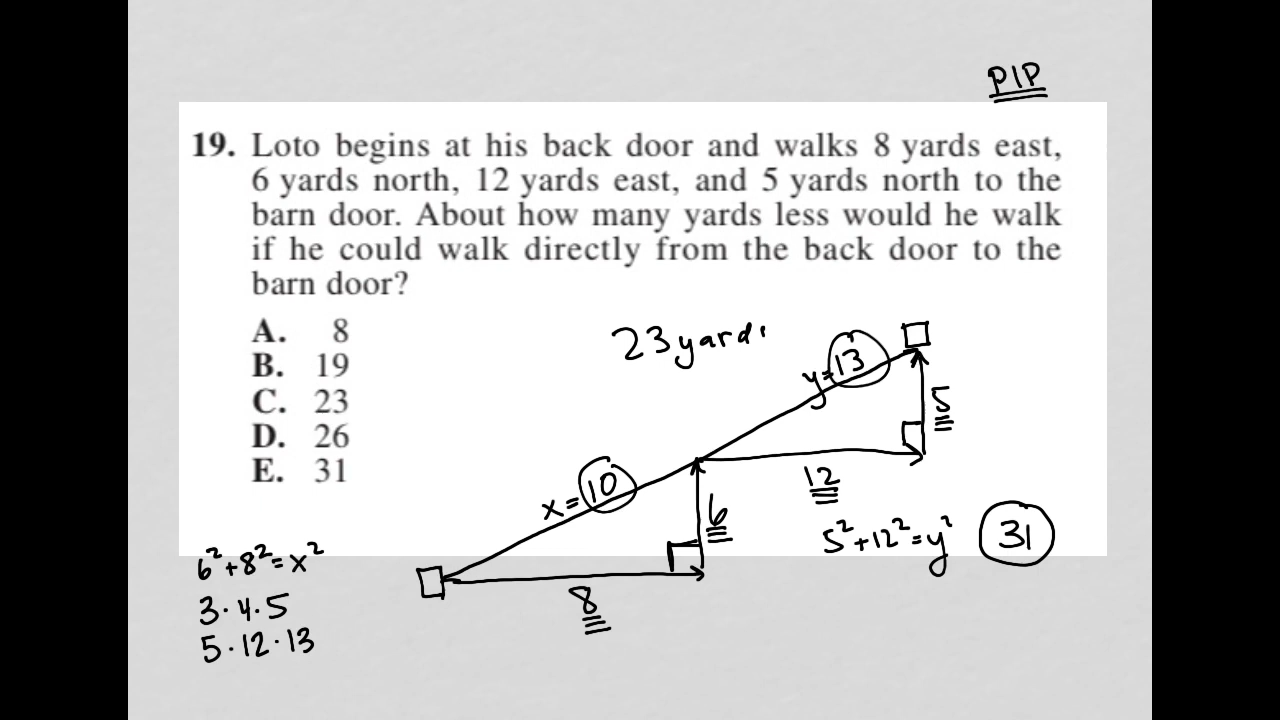 PIP
19. Loto begins at his back door and walks 8 yards east,
6 yards north, 12 yards east, and 5 yards north to the
barn door. About how many yards less would he walk
if he could walk directly from the back door to the
barn door?
A. 8
B. 19
C. 23
D. 26
E. 31
23 yards
y=13
5
x=10
12
6
5²+12²=y²
31
6²+8²=x²
8
3·4·5
5·12·13